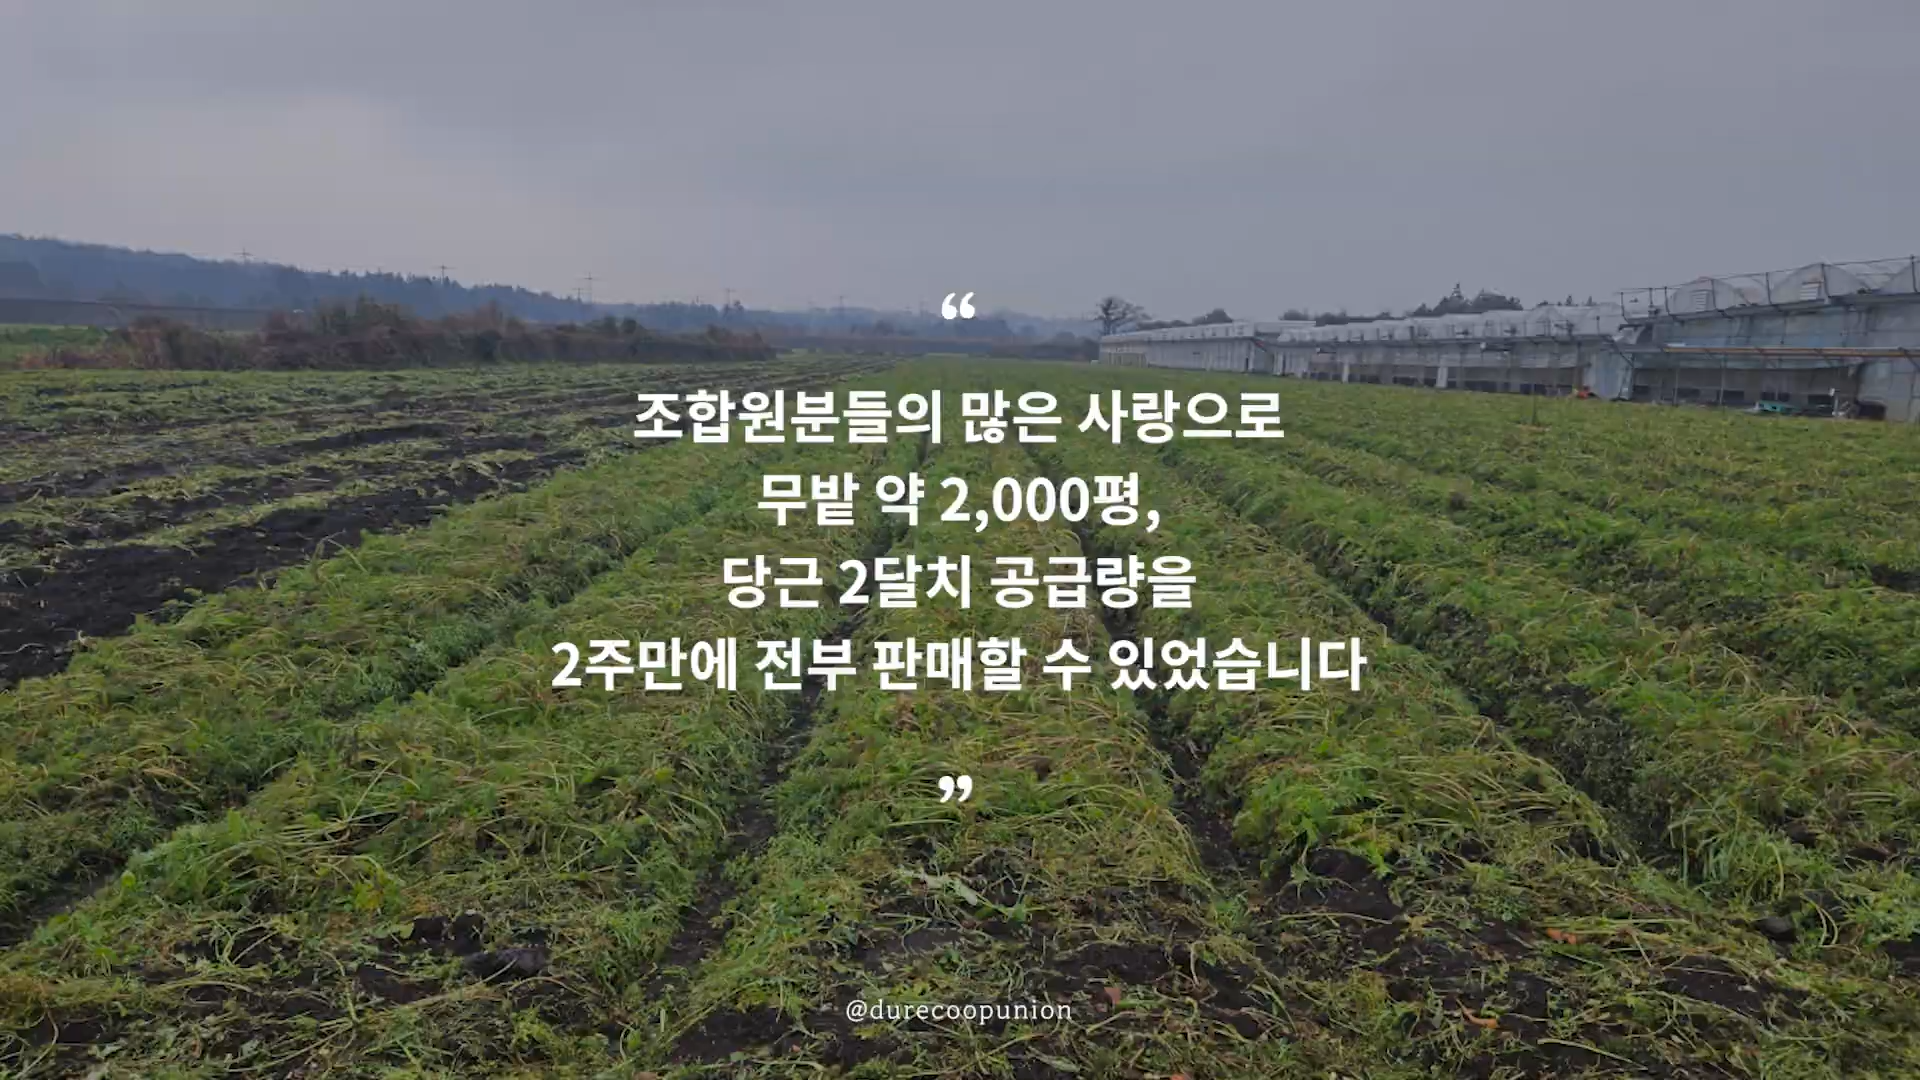 “
조합원분들의 많은 사랑으로
무밭 약 2,000평,
당근 2달치 공급량을
2주만에 전부 판매할 수 있었습니다
”
@durecoopunion